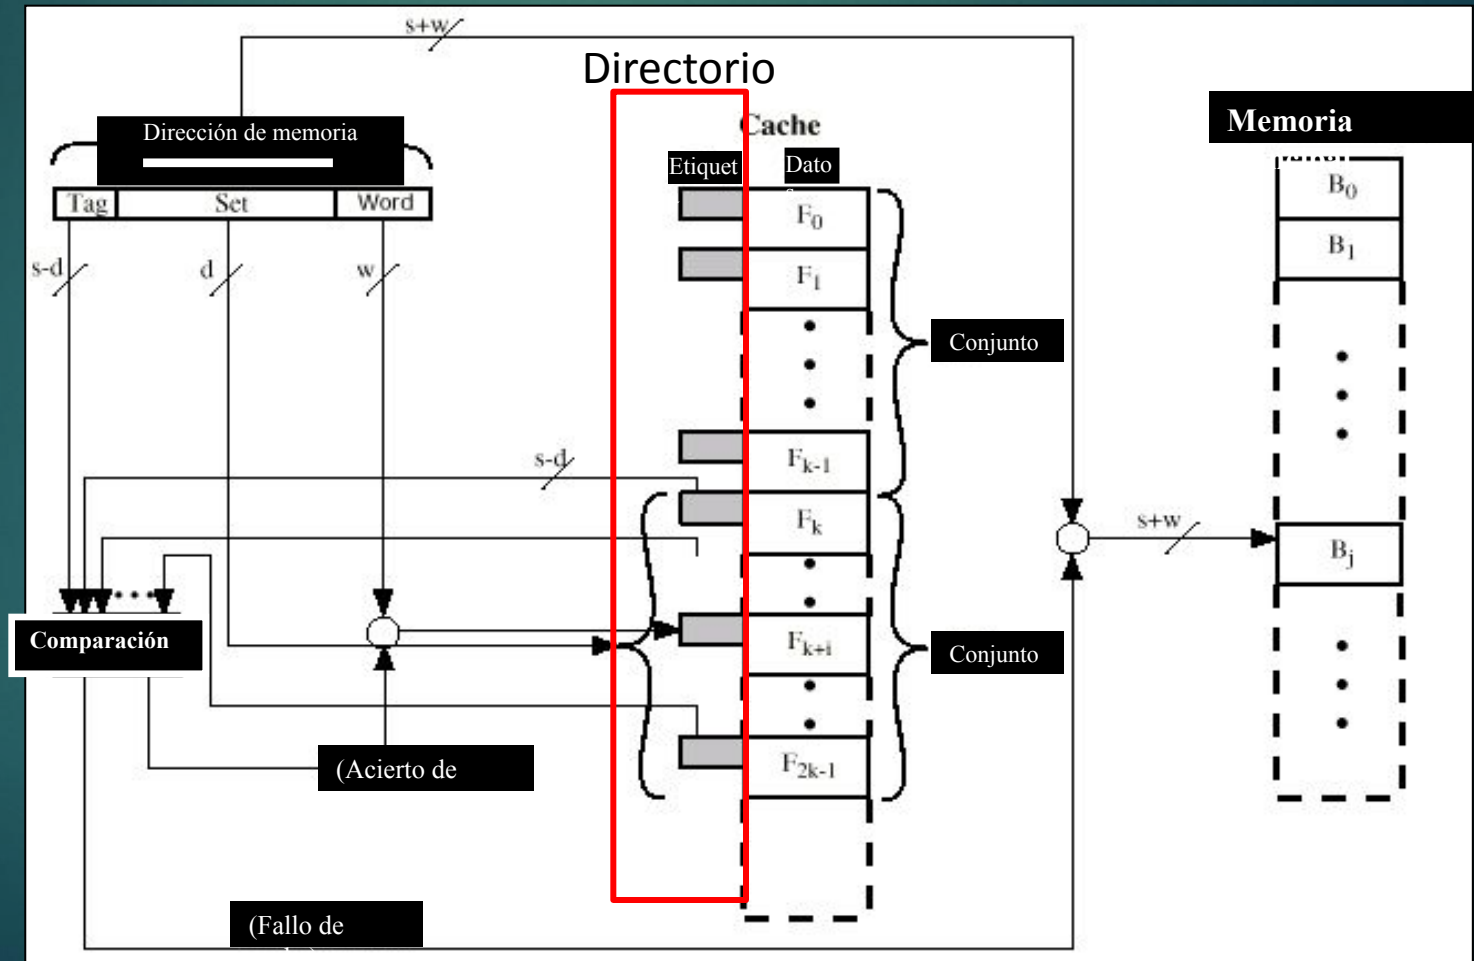 s+w
Directorio
Cache
Memoria
Dirección de memoria
Etiquet
Dato
Tag Set Word
F0
B0
F1
B1
s-d d w
Conjunto
Fk-1
s-d
Fk
s+w
Bj
Comparación
Fk+i
Conjunto
F2k-1
(Acierto de
(Fallo de